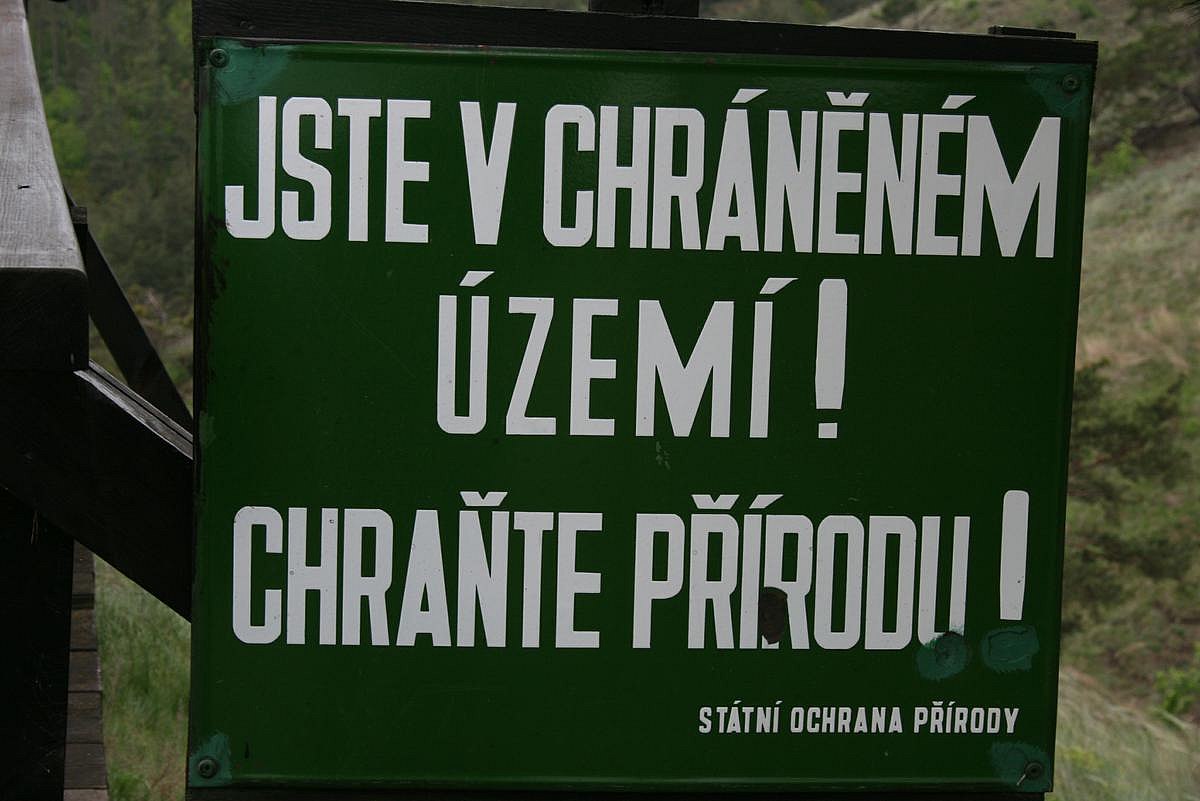 JSTE V CHRÁNĚNÉM
ÚZEMÍ!
CHRAŇTE PŘÍRODU!
STÁTNÍ OCHRANA PŘÍRODY